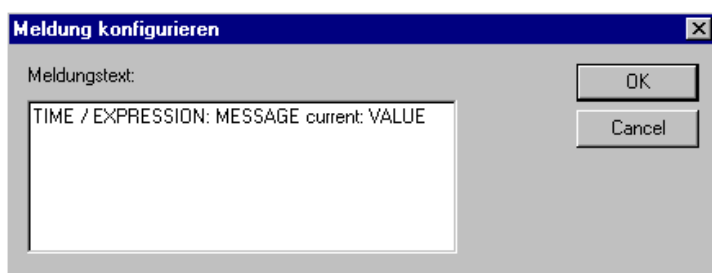 Meldung konfigurieren
Meldungstext:
OK
TIME / EXPRESSION: MESSAGE current: VALUE
Cancel